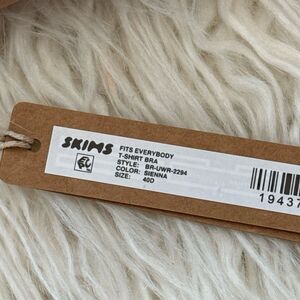 SKIMS
FITS EVERYBODY
T-SHIRT BRA
STYLE: BR-UWR-2294
COLOR: SIENNA
SIZE: 40D
19437